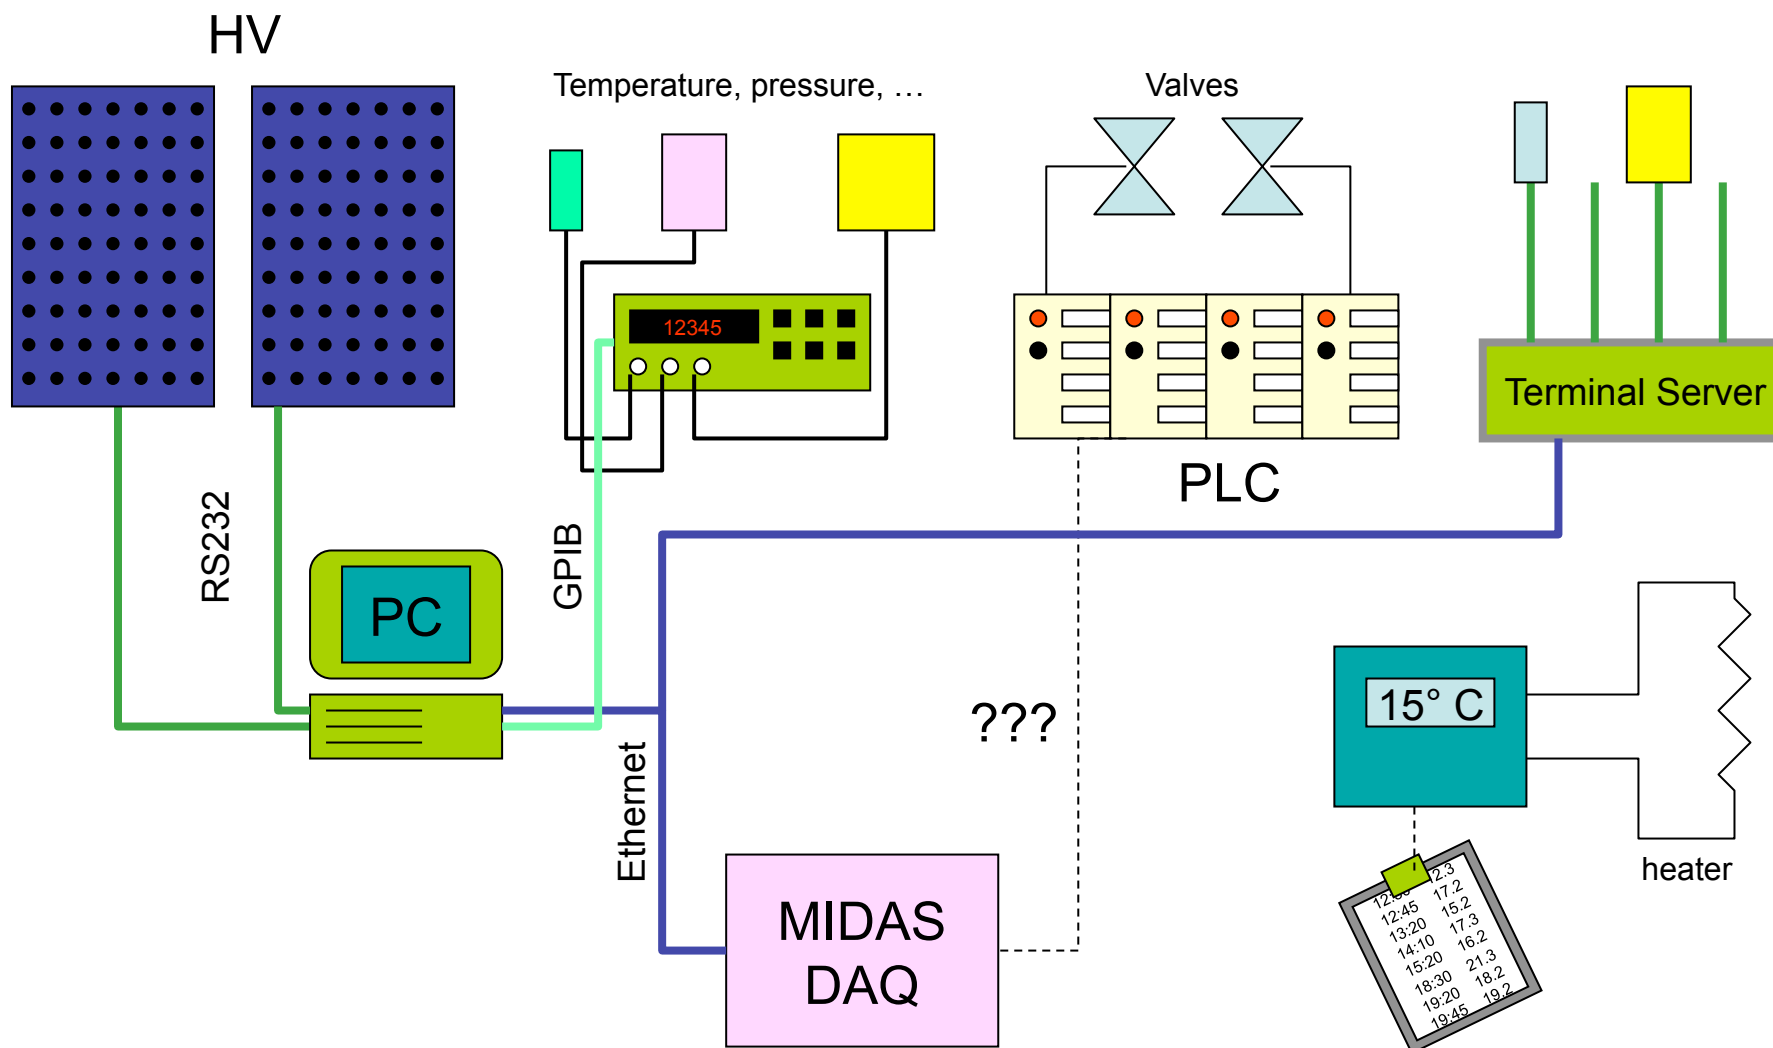 HV
Temperature, pressure, …
Valves
12345
Terminal Server
PLC
RS232
GPIB
PC
???
15° C
Ethernet
heater
MIDAS
DAQ
12.3
12:45 17.2
13:20 15.2
14:10 17.3
15:20 16.2
18:30 21.3
19:20 18.2
19:45 19.2